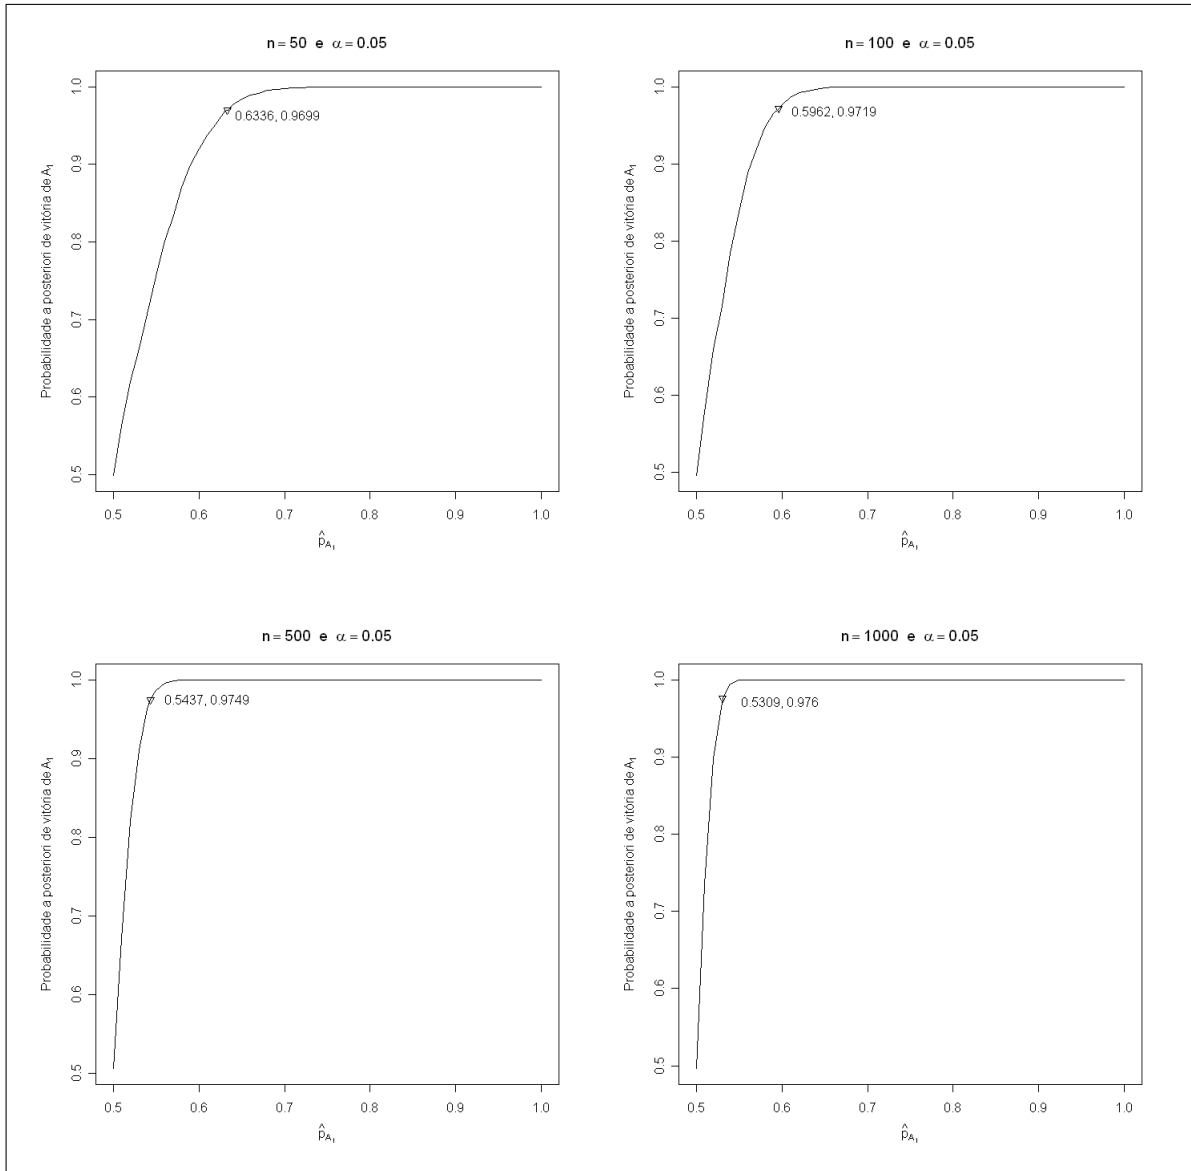 n = 50 e α = 0.05
Probabilidade a posteriori de vitória de A₁
1.0
0.9
0.8
0.7
0.6
0.5
0.6336, 0.9699
0.5 0.6 0.7 0.8 0.9 1.0
p̂A₁
n = 100 e α = 0.05
Probabilidade a posteriori de vitória de A₁
1.0
0.9
0.8
0.7
0.6
0.5
0.5962, 0.9719
0.5 0.6 0.7 0.8 0.9 1.0
p̂A₁
n = 500 e α = 0.05
Probabilidade a posteriori de vitória de A₁
1.0
0.9
0.8
0.7
0.6
0.5
0.5437, 0.9749
0.5 0.6 0.7 0.8 0.9 1.0
p̂A₁
n = 1000 e α = 0.05
Probabilidade a posteriori de vitória de A₁
1.0
0.9
0.8
0.7
0.6
0.5
0.5309, 0.976
0.5 0.6 0.7 0.8 0.9 1.0
p̂A₁